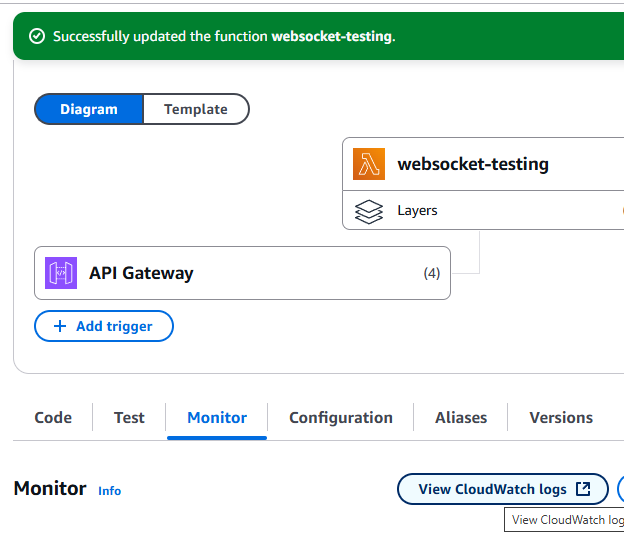 Successfully updated the function websocket-testing.
Diagram
Template
websocket-testing
Layers
API Gateway
(4)
+ Add trigger
Code
Test
Monitor
Configuration
Aliases
Versions
Monitor
Info
View CloudWatch logs
View CloudWatch log